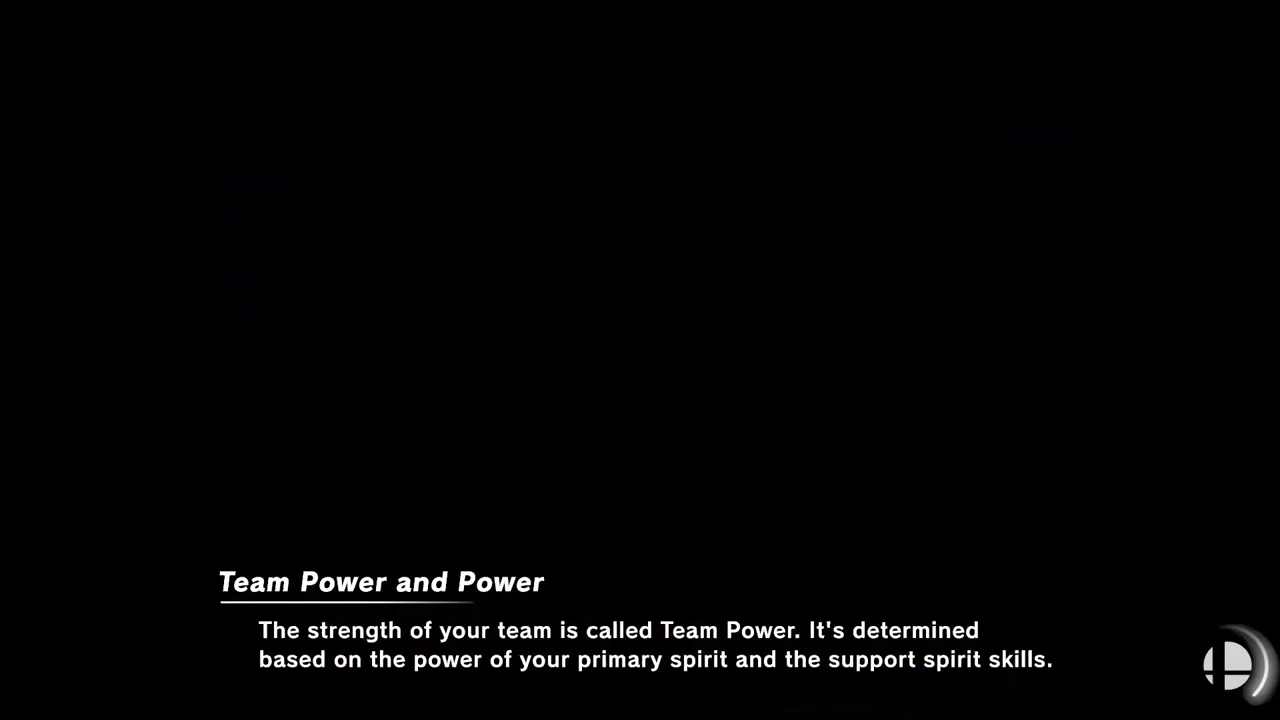 Team Power and Power
The strength of your team is called Team Power. It's determined
based on the power of your primary spirit and the support spirit skills.